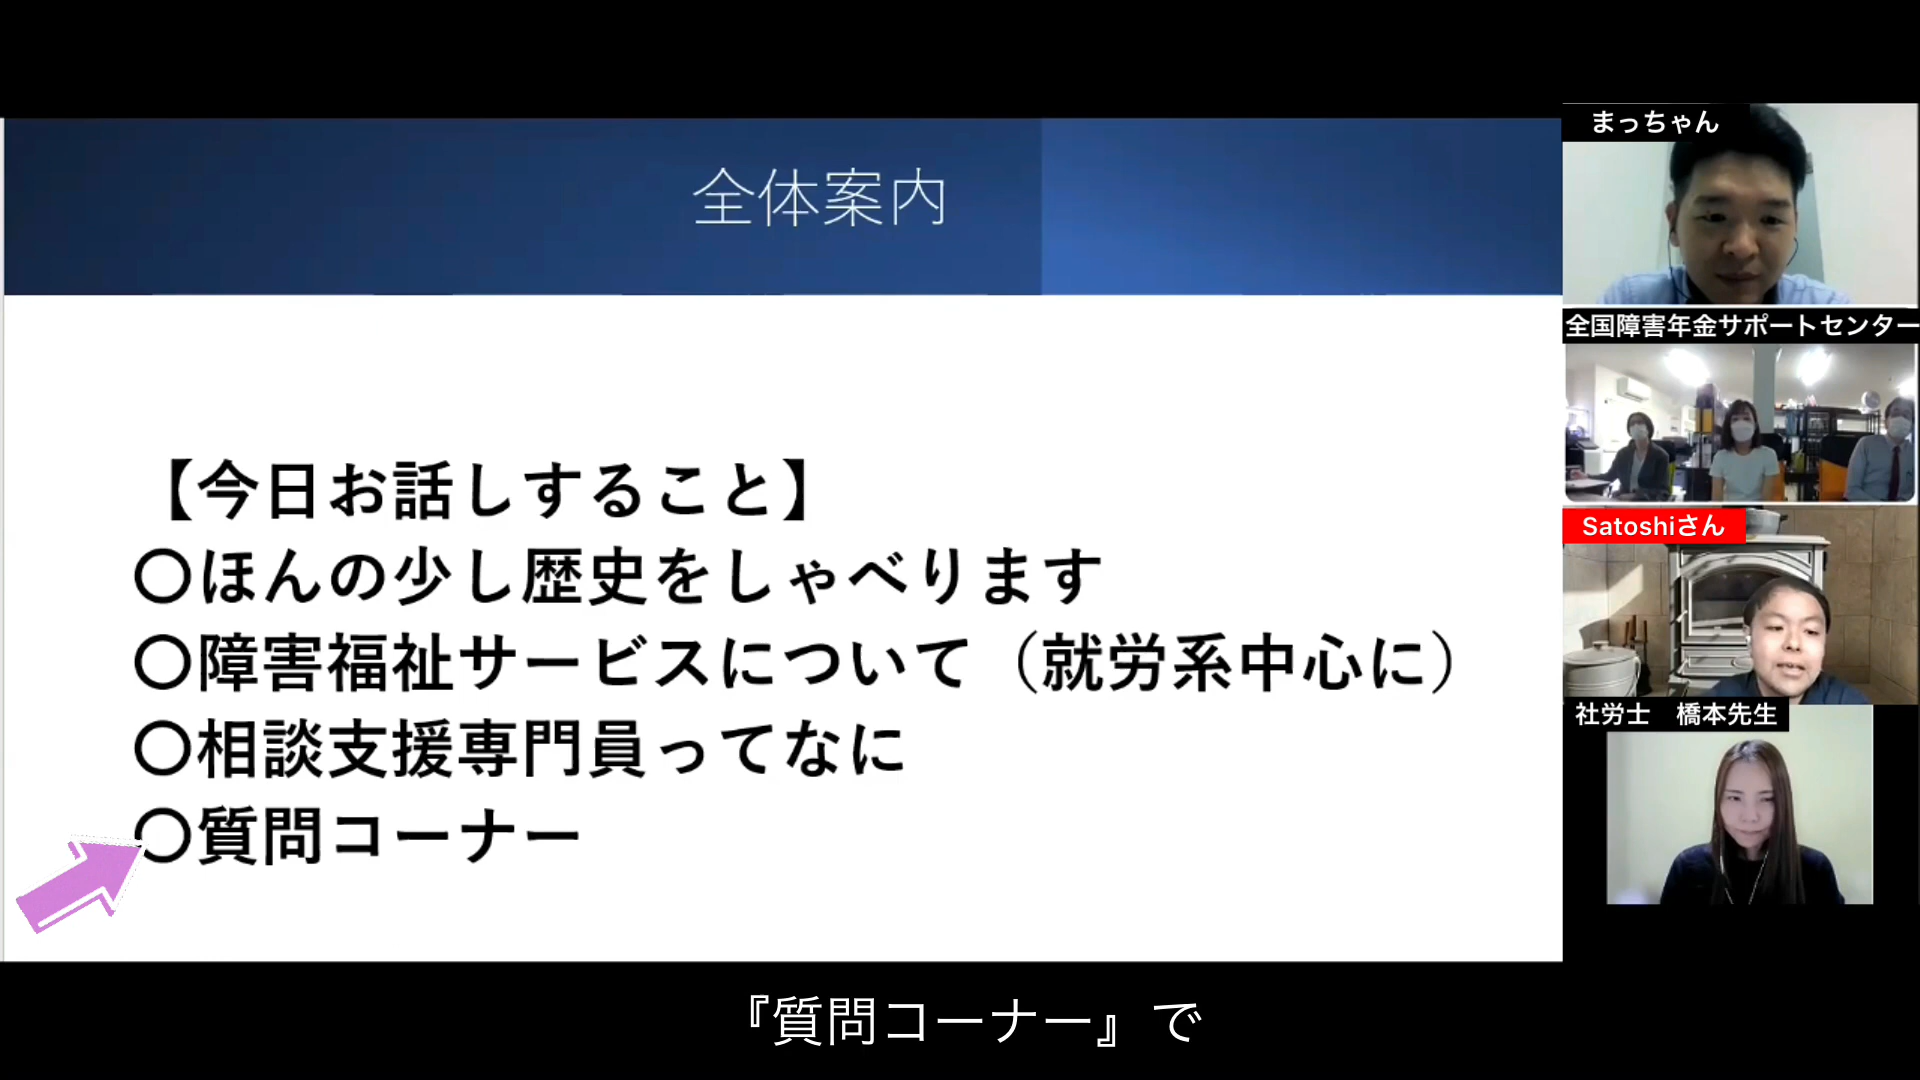 全体案内
【今日お話しすること】
〇ほんの少し歴史をしゃべります
〇障害福祉サービスについて（就労系中心に）
〇相談支援専門員ってなに
〇質問コーナー
まっちゃん
全国障害年金サポートセンター
Satoshiさん
社労士　橋本先生
『質問コーナー』で